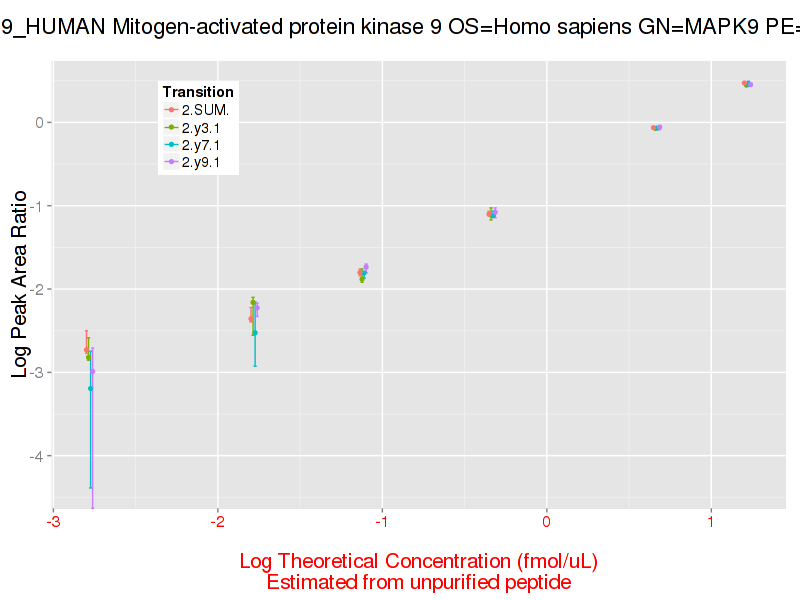 9_HUMAN Mitogen-activated protein kinase 9 OS=Homo sapiens GN=MAPK9 PE=
Transition
2.SUM.
2.y3.1
2.y7.1
2.y9.1
Log Peak Area Ratio
0
-1
-2
-3
-4
-3 -2 -1 0 1
Log Theoretical Concentration (fmol/uL)
Estimated from unpurified peptide